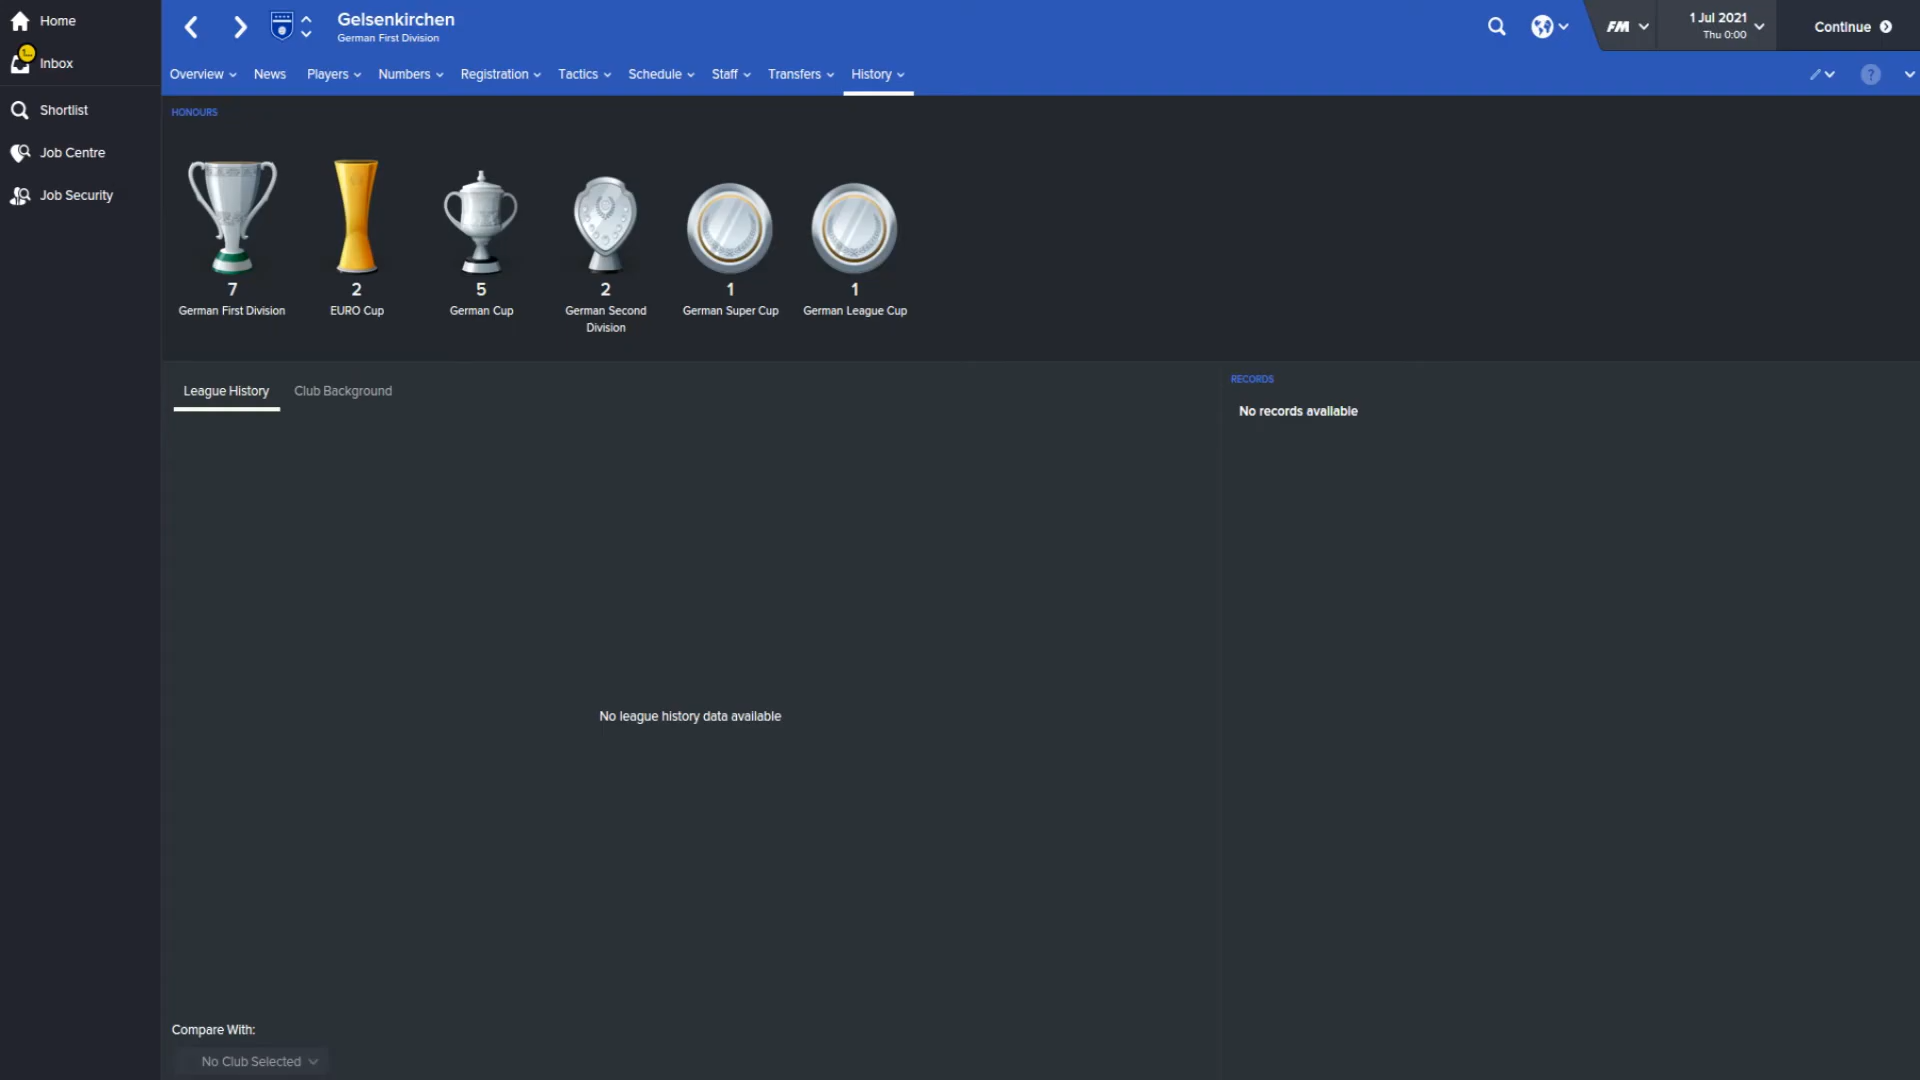 Home
Inbox
Shortlist
Job Centre
Job Security
Gelsenkirchen
German First Division
FM
1 Jul 2021
Thu 0:00
Continue
Overview
News
Players
Numbers
Registration
Tactics
Schedule
Staff
Transfers
History
?
HONOURS
7
German First Division
2
EURO Cup
5
German Cup
2
German Second
Division
1
German Super Cup
1
German League Cup
League History
Club Background
No league history data available
Compare With:
No Club Selected
RECORDS
No records available